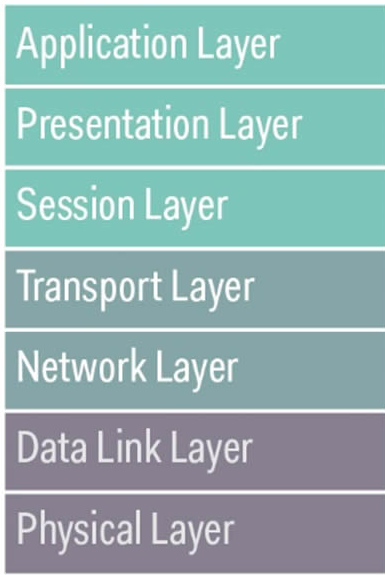 Application Layer
Presentation Layer
Session Layer
Transport Layer
Network Layer
Data Link Layer
Physical Layer